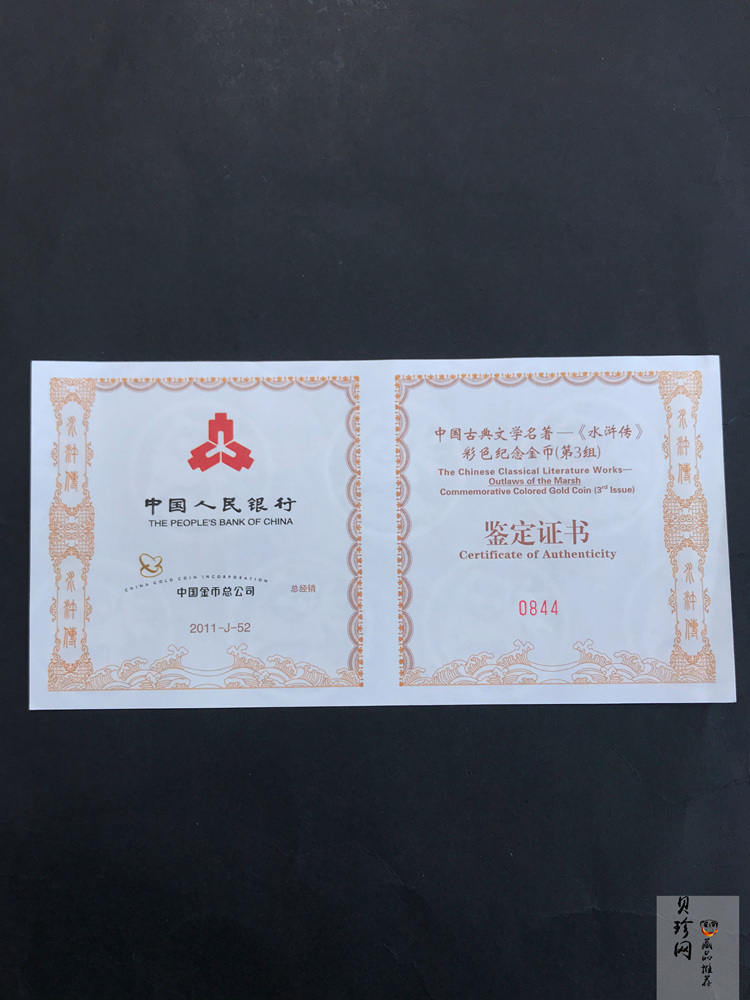 水浒传
水浒传
中国人民银行
THE PEOPLE'S BANK OF CHINA
CHINA GOLD COIN INCORPORATION
中国金币总公司
总经销
2011-J-52
中国古典文学名著—《水浒传》
彩色纪念金币(第3组)
The Chinese Classical Literature Works—
Outlaws of the Marsh
Commemorative Colored Gold Coin (3rd Issue)
鉴定证书
Certificate of Authenticity
0844
水浒传
水浒传
贝珍网
藏品推荐